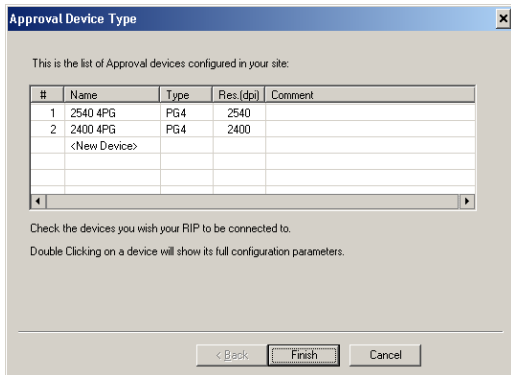 Approval Device Type
This is the list of Approval devices configured in your site:
# Name Type Res.(dpi) Comment
1 2540 4PG PG4 2540
2 2400 4PG PG4 2400
<New Device>
Check the devices you wish your RIP to be connected to.
Double Clicking on a device will show its full configuration parameters.
< Back Finish Cancel